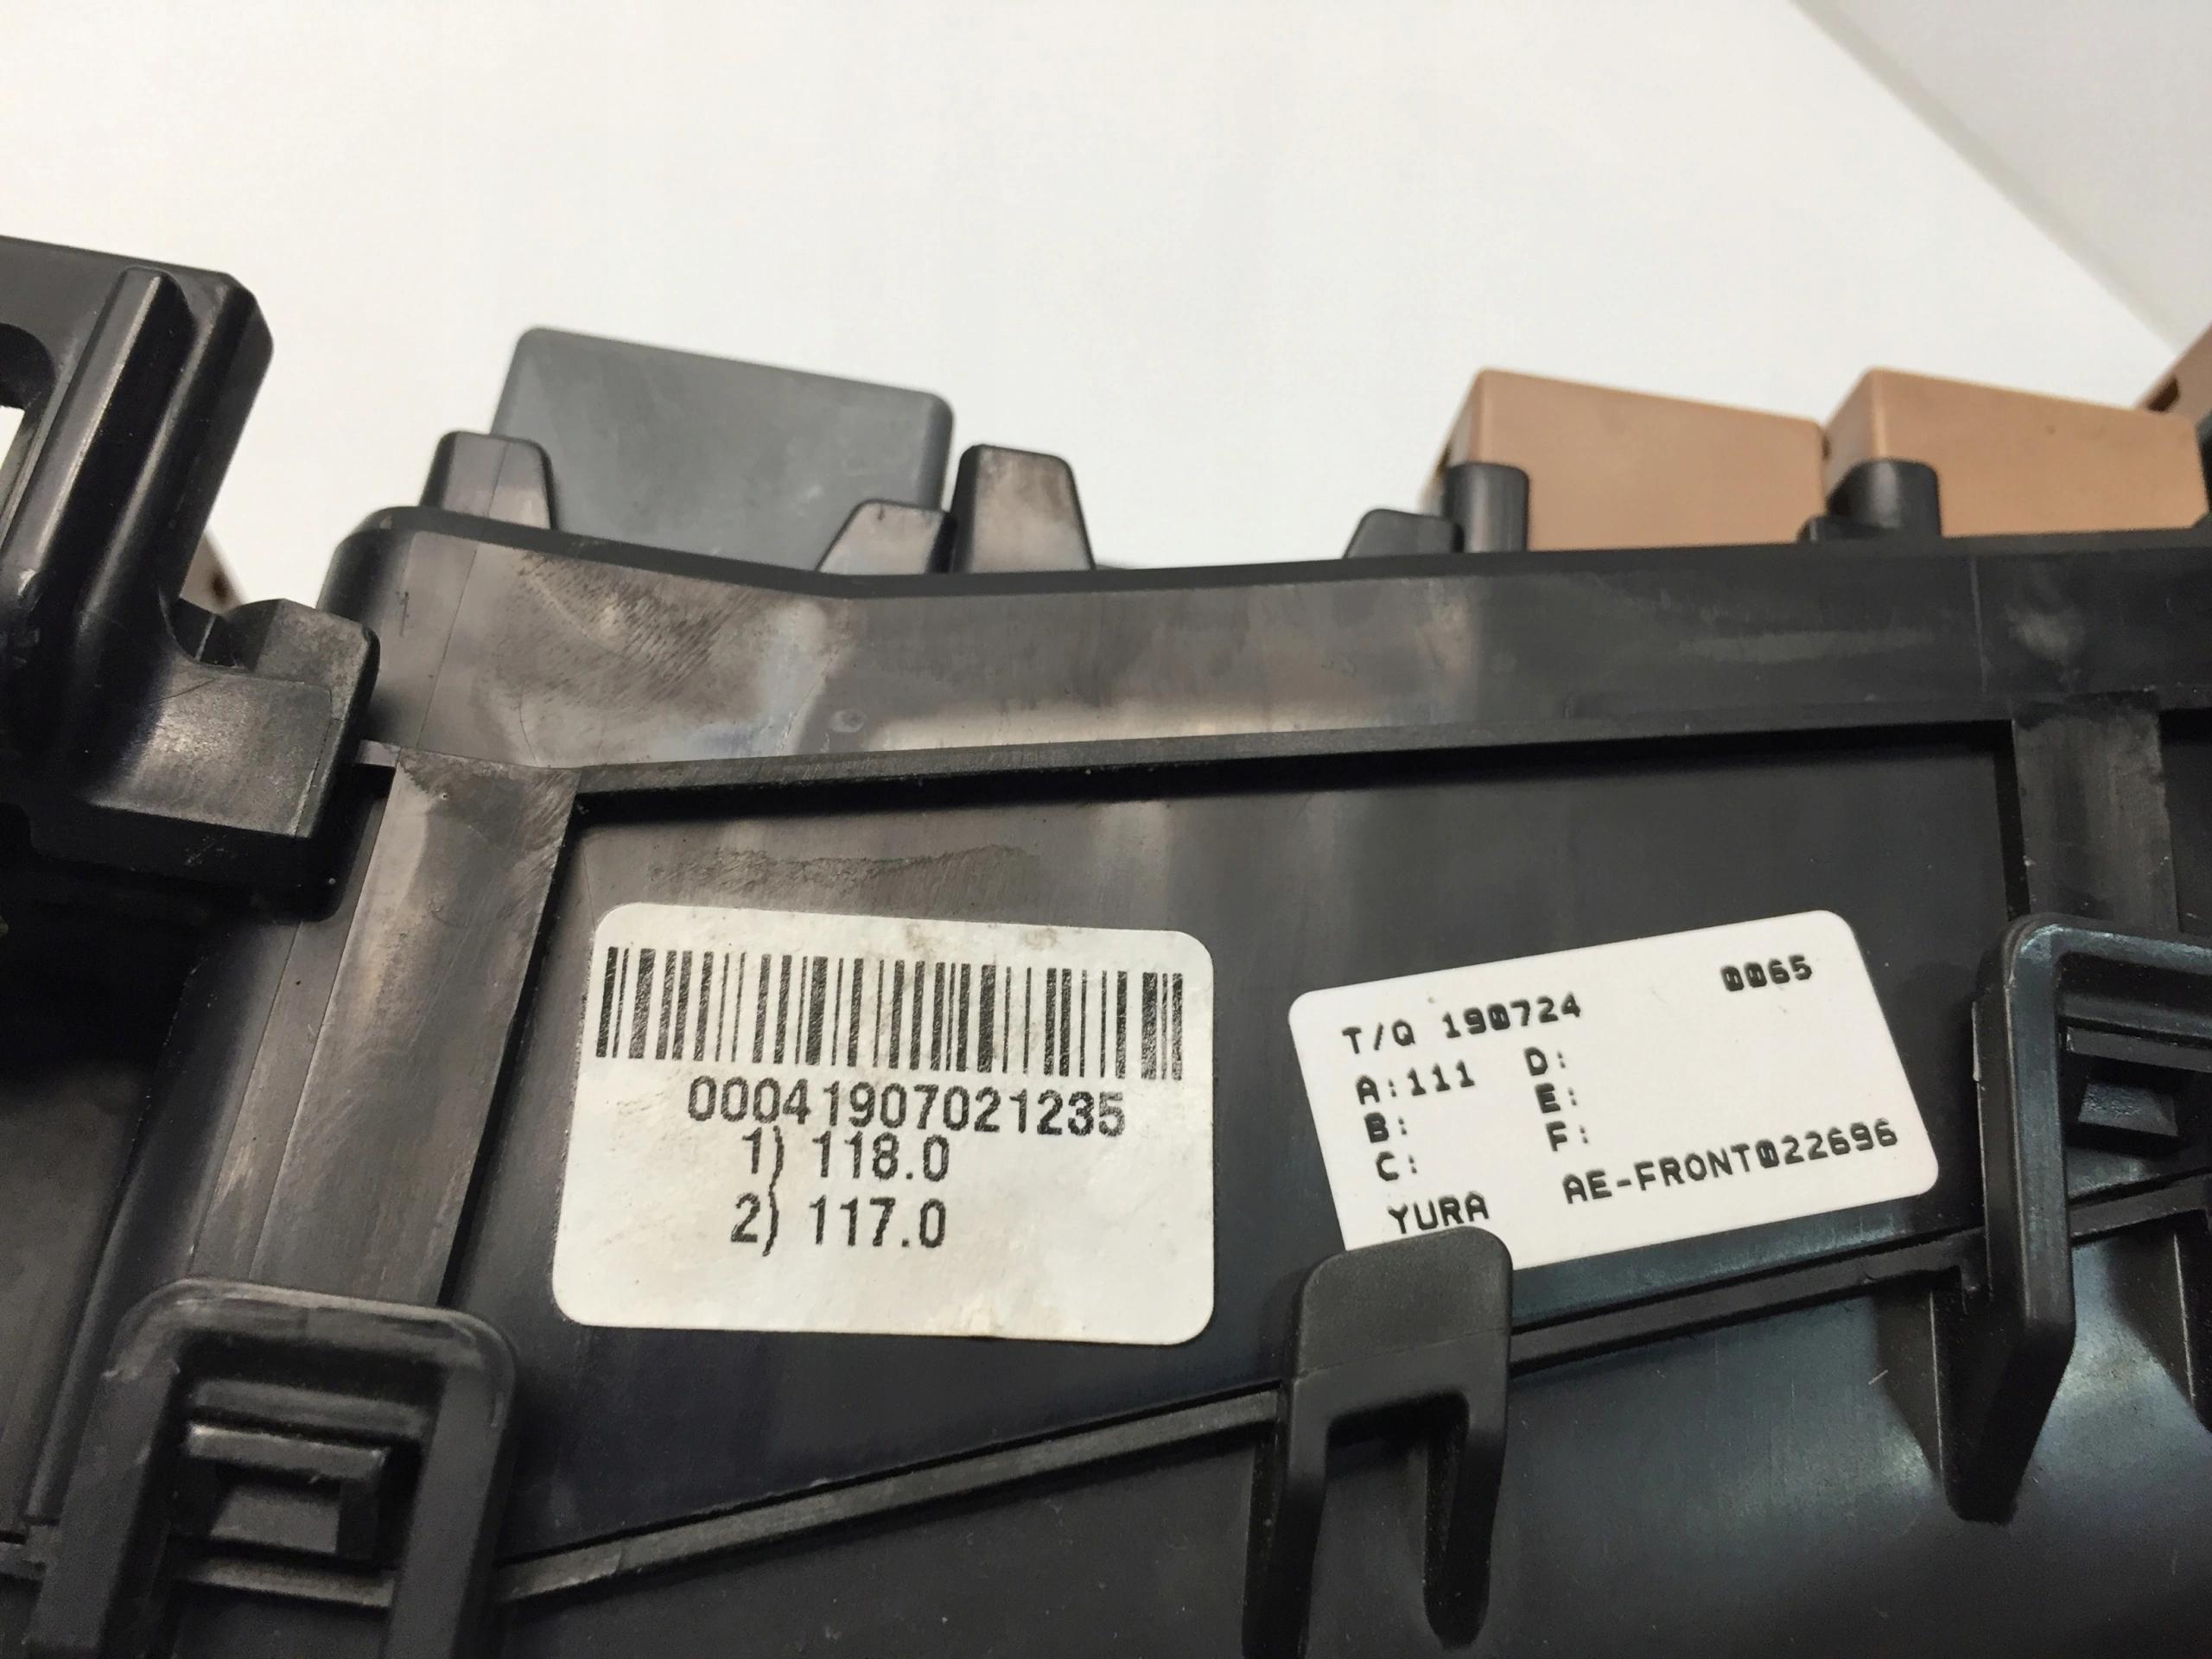 00041907021235
1) 118.0
2) 117.0
T/Q 190724 0065
A:111 D:
B: E:
C: F:
YURA AE-FRONT022696